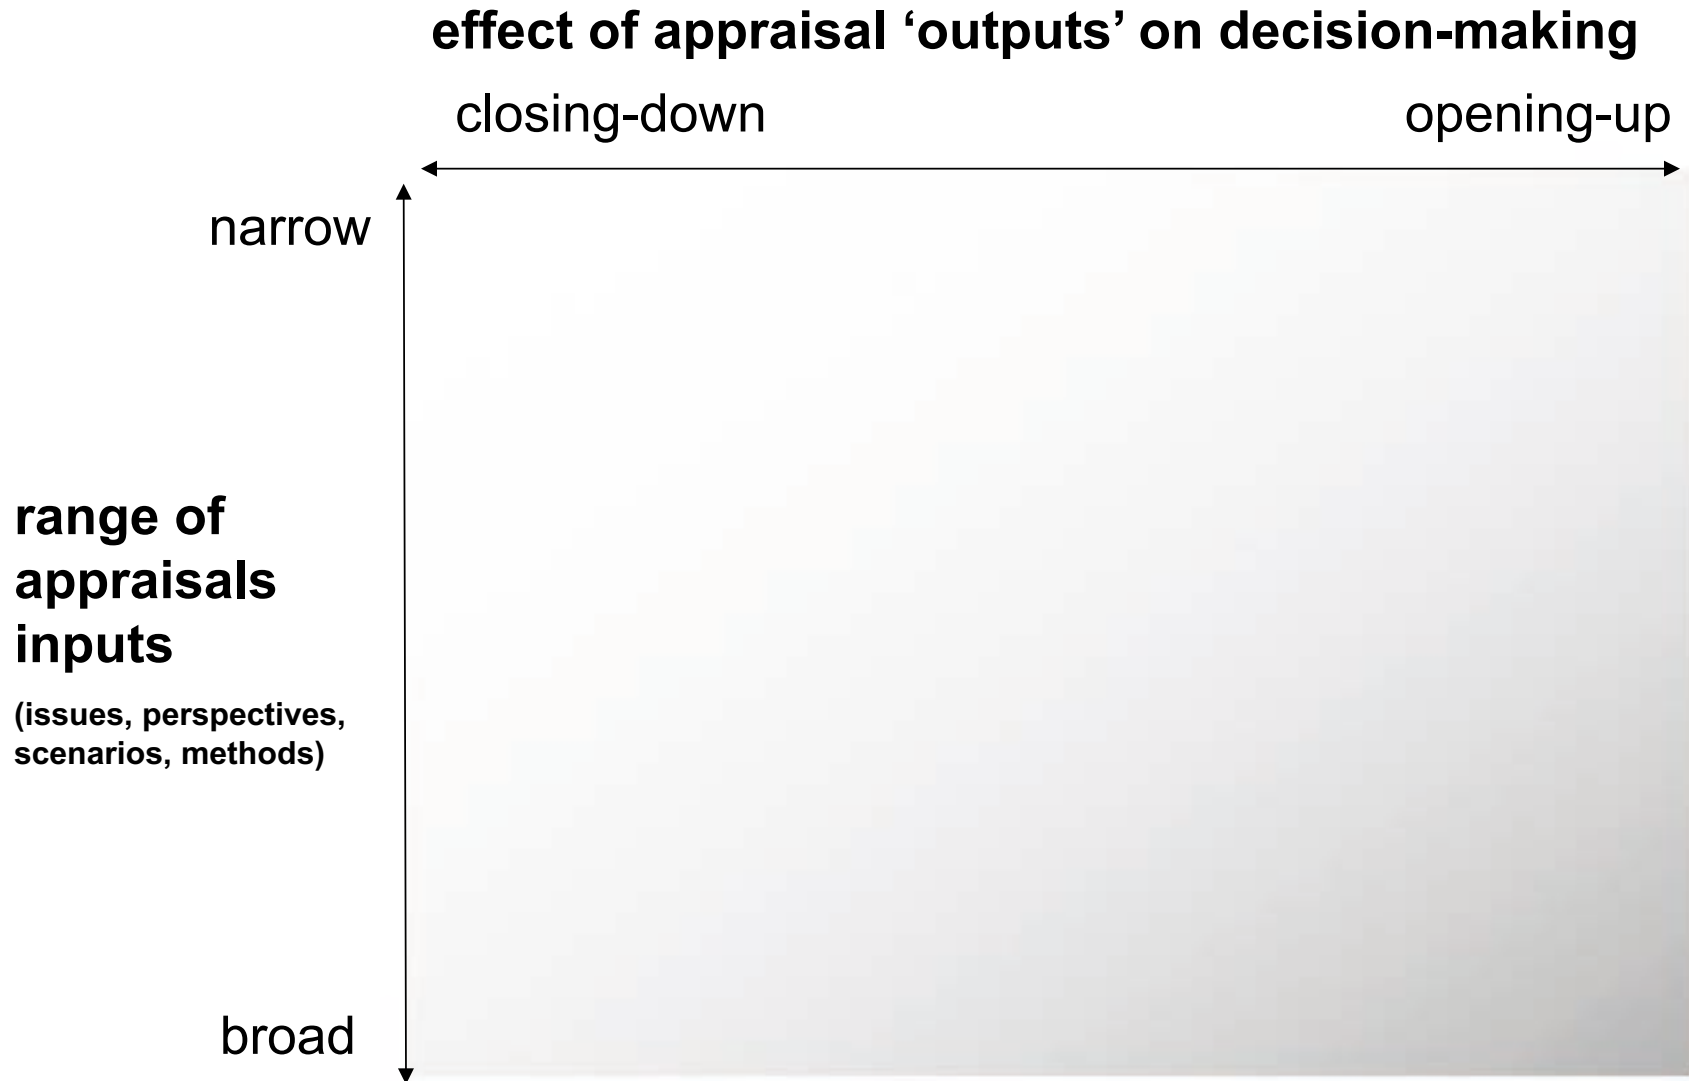 effect of appraisal ‘outputs’ on decision-making
closing-down
opening-up
narrow
range of
appraisals
inputs
(issues, perspectives,
scenarios, methods)
broad